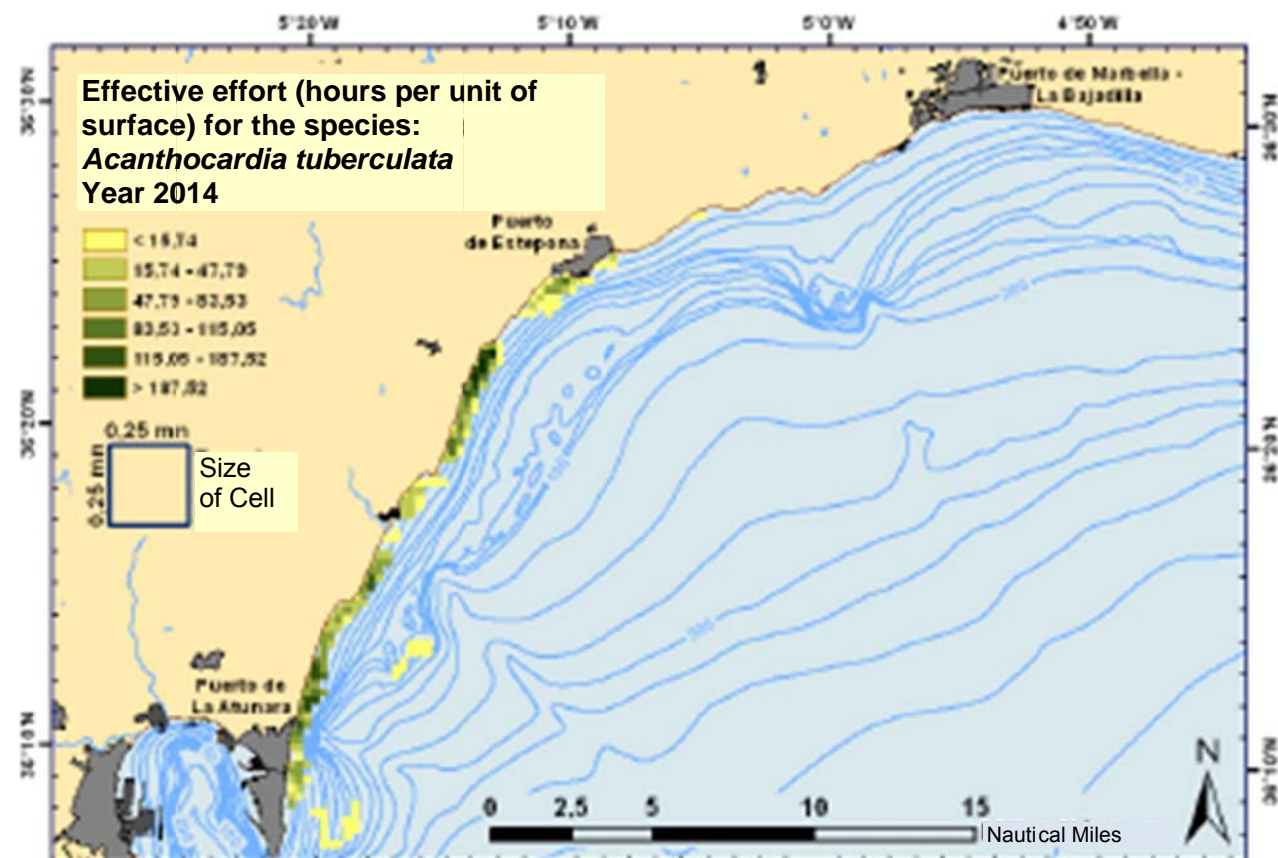 5°20'W 5°10'W 5°0'W 4°50'W
Effective effort (hours per unit of
surface) for the species:
Acanthocardia tuberculata
Year 2014
Puerto de Marbella -
La Bajadilla
Puerto
de Estepona
< 15,74
15,74 - 47,79
47,79 - 83,53
83,53 - 115,05
115,05 - 187,52
> 187,52
0.25 mn
0.25 mn
Size
of Cell
36°20'N
36°20'N
Puerto de
La Atunara
36°10'N
36°10'N
N
0 2,5 5 10 15
Nautical Miles